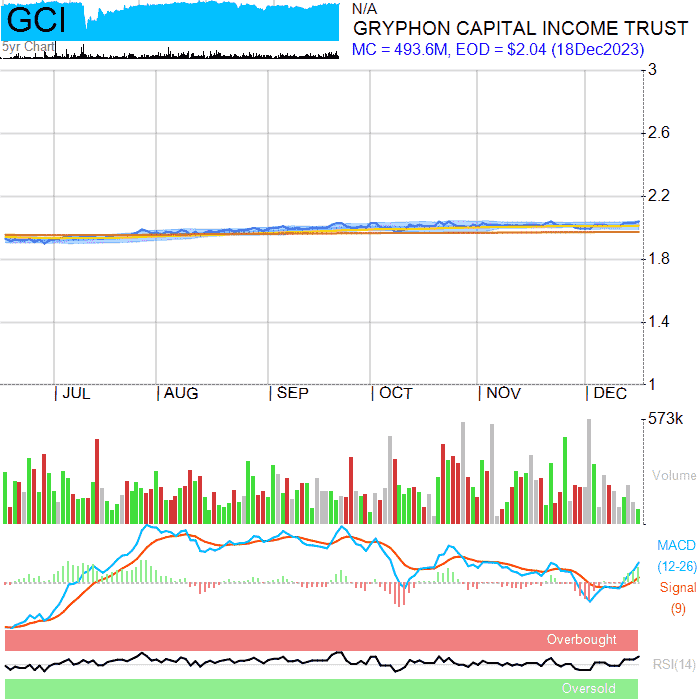 GCI
5yr Chart
N/A
GRYPHON CAPITAL INCOME TRUST
MC = 493.6M, EOD = $2.04 (18Dec2023)
3
2.6
2.2
1.8
1.4
1
JUL AUG SEP OCT NOV DEC
573k
Volume
MACD
(12-26)
Signal
(9)
Overbought
RSI(14)
Oversold